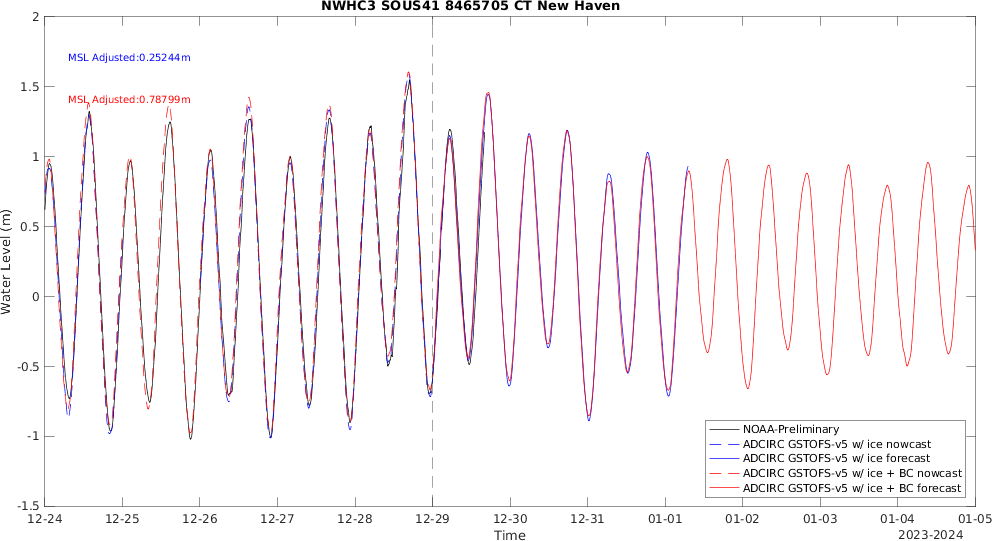 NWHC3 SOUS41 8465705 CT New Haven
2
1.5
1
0.5
0
-0.5
-1
-1.5
Water Level (m)
MSL Adjusted:0.25244m
MSL Adjusted:0.78799m
NOAA-Preliminary
ADCIRC GSTOFS-v5 w/ ice nowcast
ADCIRC GSTOFS-v5 w/ ice forecast
ADCIRC GSTOFS-v5 w/ ice + BC nowcast
ADCIRC GSTOFS-v5 w/ ice + BC forecast
12-24 12-25 12-26 12-27 12-28 12-29 12-30 12-31 01-01 01-02 01-03 01-04 01-05
Time
2023-2024